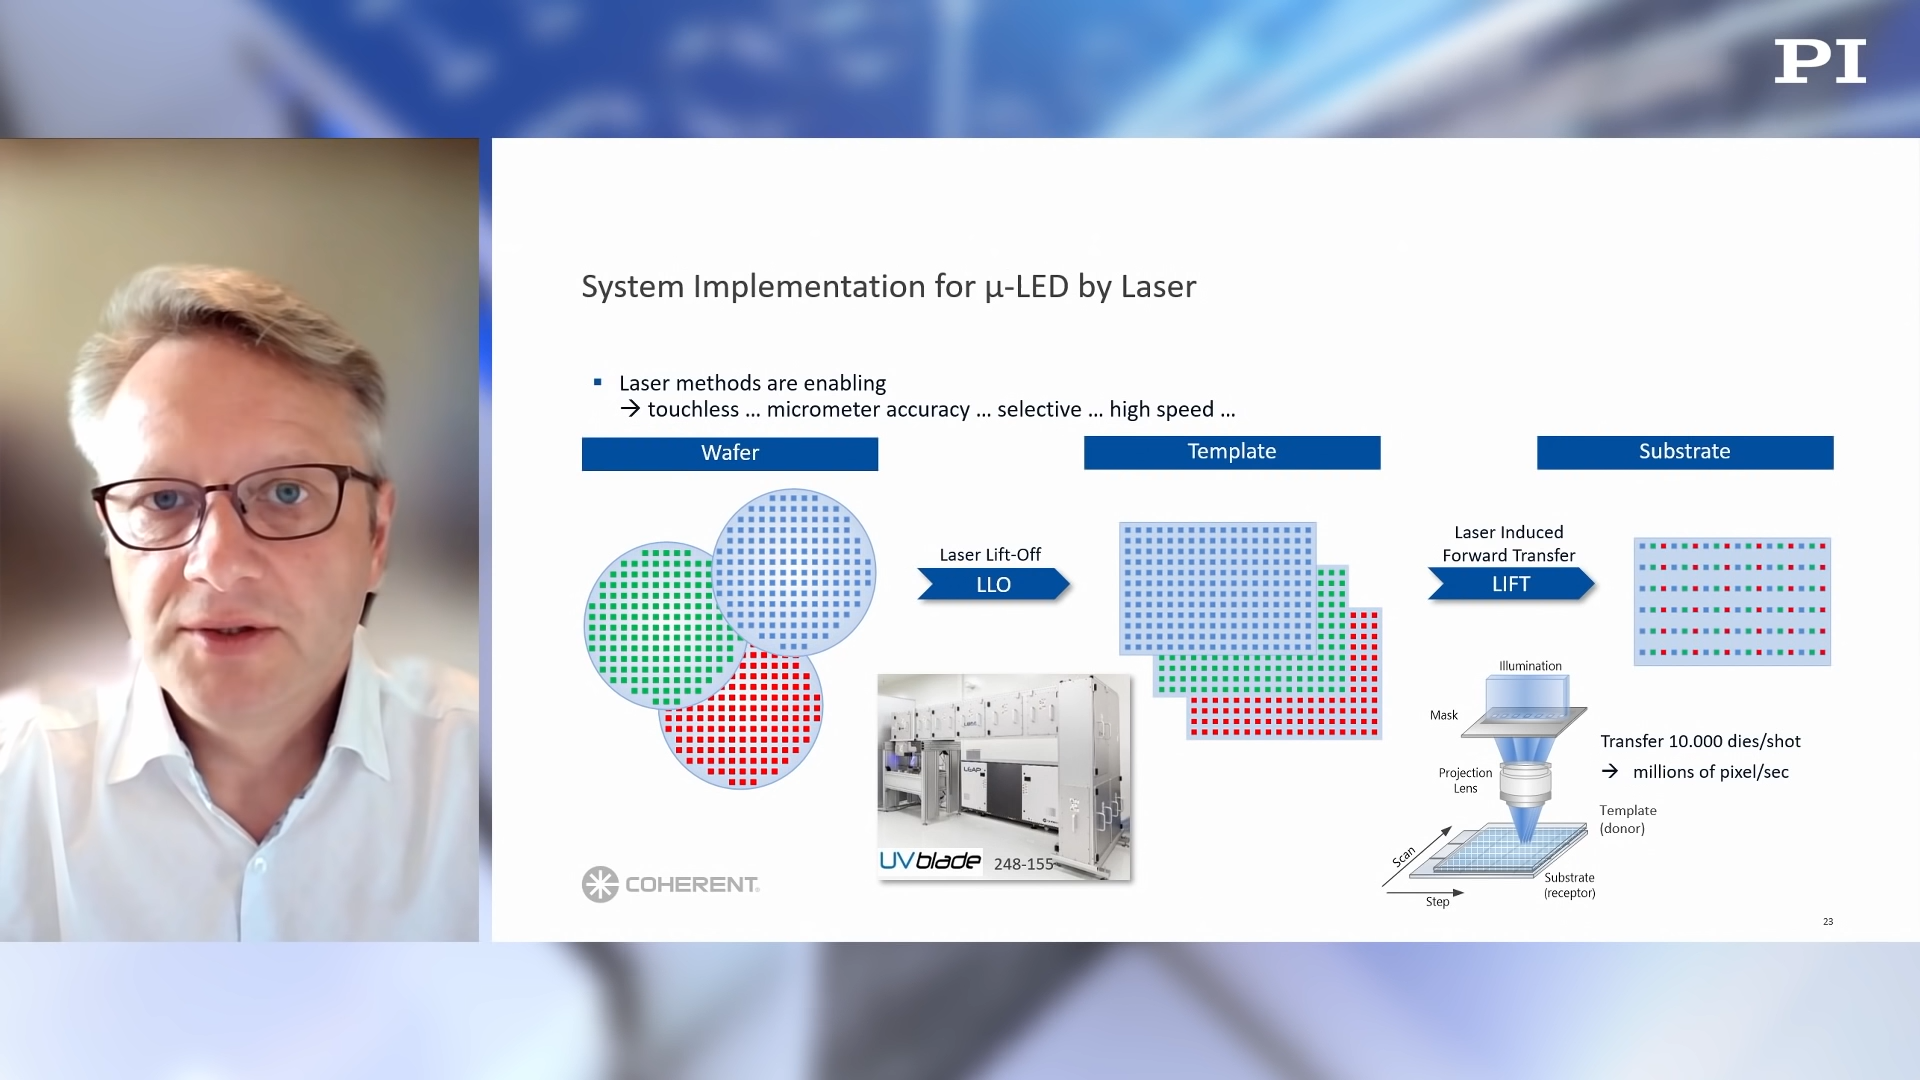 PI
System Implementation for µ-LED by Laser
▪ Laser methods are enabling
→ touchless ... micrometer accuracy ... selective ... high speed ...
Wafer
Template
Substrate
Laser Lift-Off
LLO
Laser Induced
Forward Transfer
LIFT
Illumination
Mask
Projection
Lens
Transfer 10.000 dies/shot
→ millions of pixel/sec
Template
(donor)
Scan
Step
Substrate
(receptor)
LEAP
UVblade
248-155
COHERENT
23